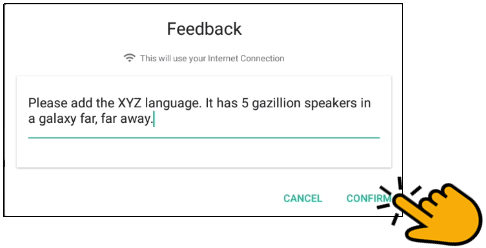 Feedback
This will use your Internet Connection
Please add the XYZ language. It has 5 gazillion speakers in
a galaxy far, far away.
CANCEL CONFIRM